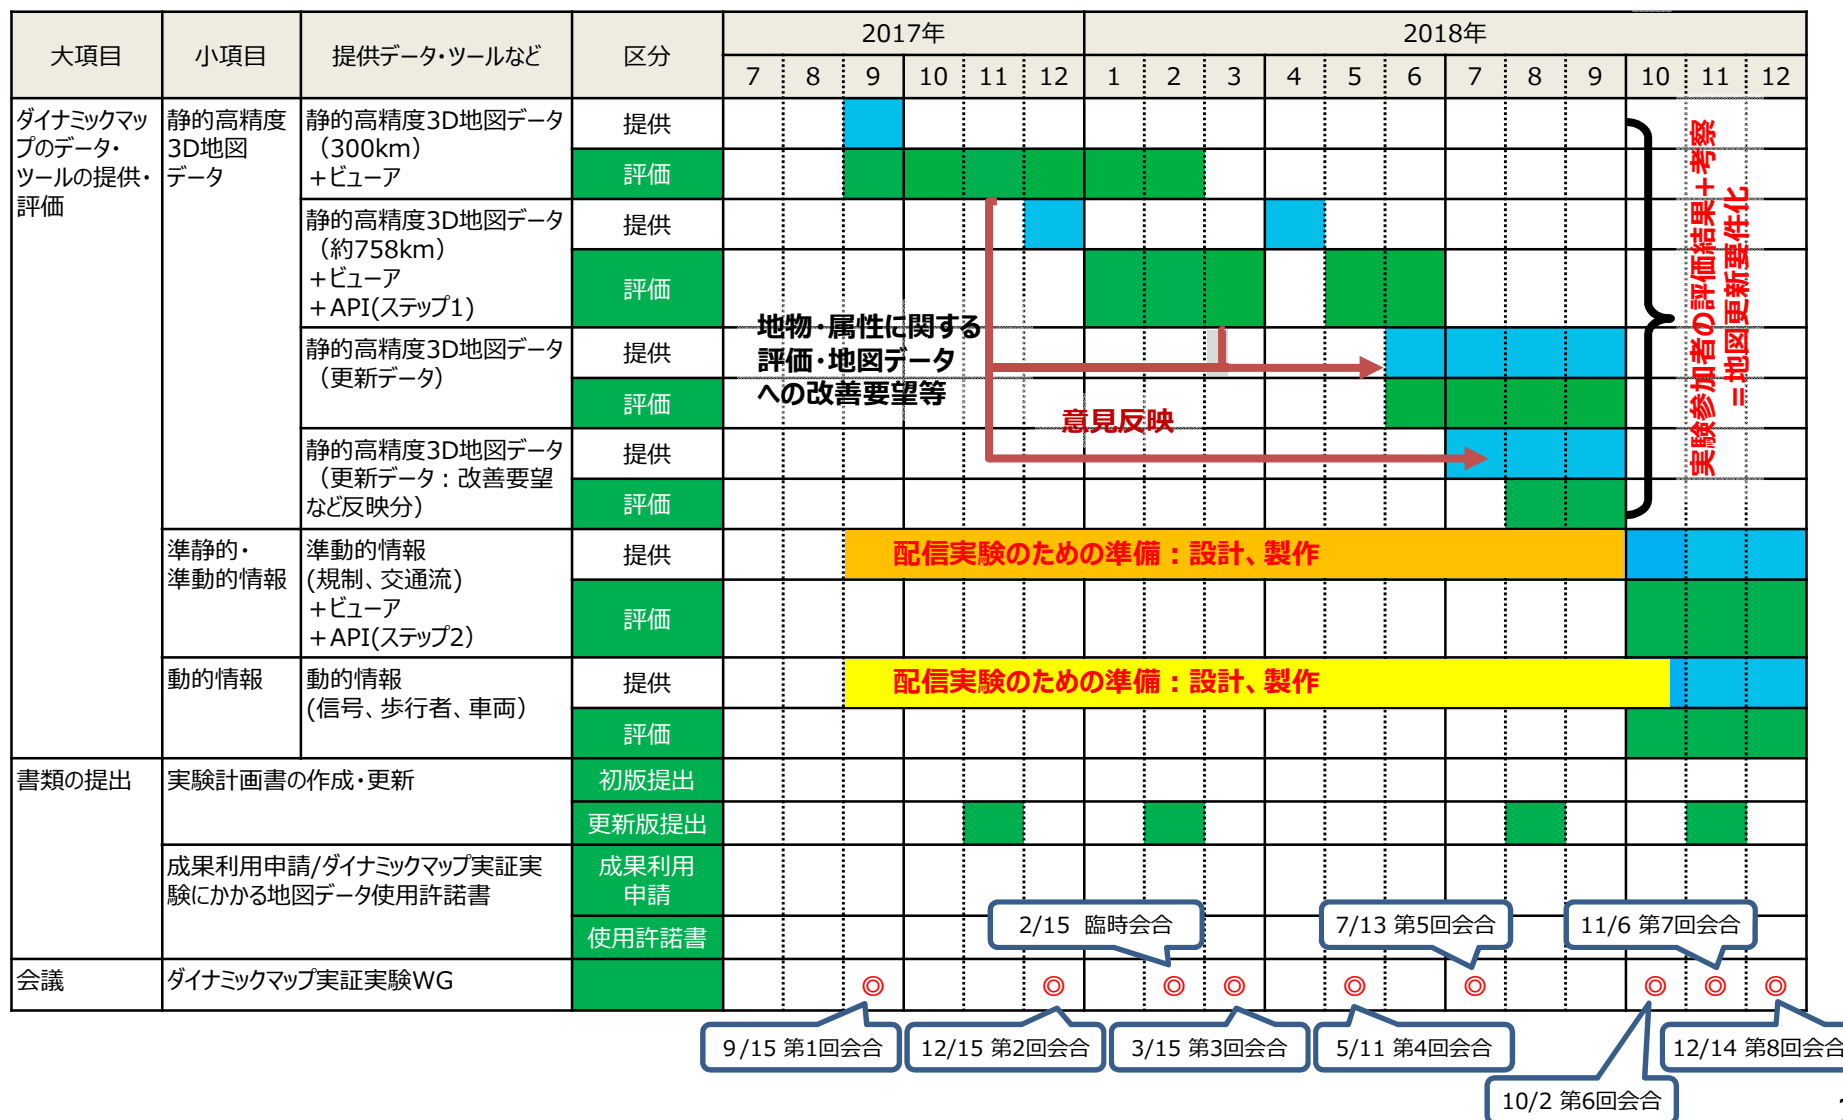 大項目
小項目
提供データ・ツールなど
区分
2017年
2018年
7 8 9 10 11 12 1 2 3 4 5 6 7 8 9 10 11 12
ダイナミックマッ
プのデータ・
ツールの提供・
評価
静的高精度
3D地図
データ
静的高精度3D地図データ
（300km）
＋ビューア
提供
評価
静的高精度3D地図データ
（約758km）
＋ビューア
＋API(ステップ1)
提供
評価
静的高精度3D地図データ
（更新データ）
提供
評価
静的高精度3D地図データ
（更新データ：改善要望
など反映分）
提供
評価
地物・属性に関する
評価・地図データ
への改善要望等
意見反映
実験参加者の評価結果＋考察
＝地図更新要件化
準静的・
準動的情報
準動的情報
(規制、交通流)
＋ビューア
＋API(ステップ2)
提供
配信実験のための準備：設計、製作
評価
動的情報
動的情報
(信号、歩行者、車両)
提供
配信実験のための準備：設計、製作
評価
書類の提出
実験計画書の作成・更新
初版提出
更新版提出
成果利用申請/ダイナミックマップ実証実
験にかかる地図データ使用許諾書
成果利用
申請
使用許諾書
2/15 臨時会合
7/13 第5回会合
11/6 第7回会合
会議
ダイナミックマップ実証実験WG
◎ ◎ ◎ ◎ ◎ ◎ ◎ ◎ ◎
9/15 第1回会合
12/15 第2回会合
3/15 第3回会合
5/11 第4回会合
12/14 第8回会合
10/2 第6回会合